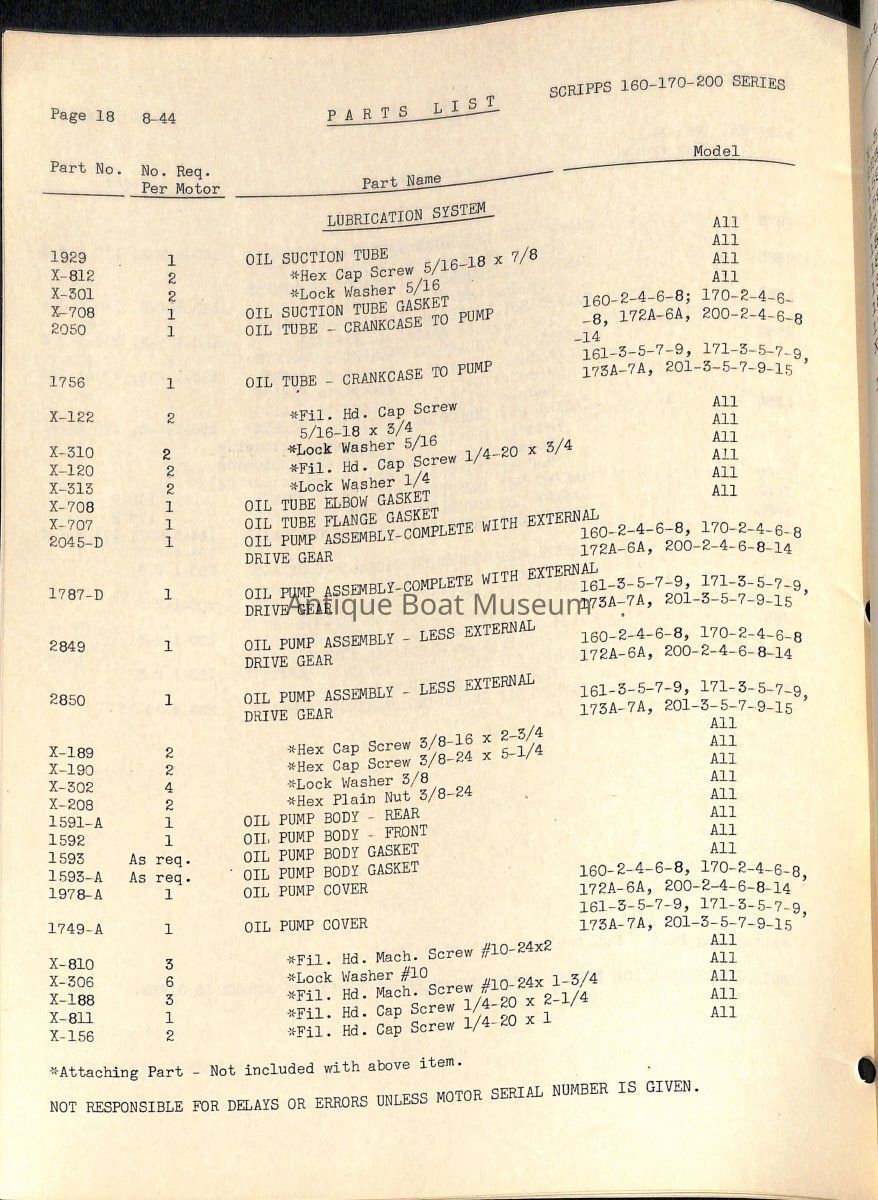 Page 18 8-44 PARTS LIST SCRIPPS 160-170-200 SERIES
Part No. No. Req. Per Motor Part Name Model
LUBRICATION SYSTEM
1929 1 OIL SUCTION TUBE All
X-812 2 *Hex Cap Screw 5/16-18 x 7/8 All
X-301 2 *Lock Washer 5/16 All
X-708 1 OIL SUCTION TUBE GASKET All
2050 1 OIL TUBE - CRANKCASE TO PUMP 160-2-4-6-8; 170-2-4-6-
-8, 172A-6A, 200-2-4-6-8
-14
1756 1 OIL TUBE - CRANKCASE TO PUMP 161-3-5-7-9, 171-3-5-7-9,
173A-7A, 201-3-5-7-9-15
X-122 2 *Fil. Hd. Cap Screw All
5/16-18 x 3/4
X-310 2 *Lock Washer 5/16 All
X-120 2 *Fil. Hd. Cap Screw 1/4-20 x 3/4 All
X-313 2 *Lock Washer 1/4 All
X-708 1 OIL TUBE ELBOW GASKET All
X-707 1 OIL TUBE FLANGE GASKET All
2045-D 1 OIL PUMP ASSEMBLY-COMPLETE WITH EXTERNAL 160-2-4-6-8, 170-2-4-6-8
DRIVE GEAR 172A-6A, 200-2-4-6-8-14
1787-D 1 OIL PUMP ASSEMBLY-COMPLETE WITH EXTERNAL 161-3-5-7-9, 171-3-5-7-9,
DRIVE GEAR 173A-7A, 201-3-5-7-9-15
Antique Boat Museum
2849 1 OIL PUMP ASSEMBLY - LESS EXTERNAL 160-2-4-6-8, 170-2-4-6-8
DRIVE GEAR 172A-6A, 200-2-4-6-8-14
2850 1 OIL PUMP ASSEMBLY - LESS EXTERNAL 161-3-5-7-9, 171-3-5-7-9,
DRIVE GEAR 173A-7A, 201-3-5-7-9-15
X-189 2 *Hex Cap Screw 3/8-16 x 2-3/4 All
X-190 2 *Hex Cap Screw 3/8-24 x 5-1/4 All
X-302 4 *Lock Washer 3/8 All
X-208 2 *Hex Plain Nut 3/8-24 All
1591-A 1 OIL PUMP BODY - REAR All
1592 1 OIL PUMP BODY - FRONT All
1593 As req. OIL PUMP BODY GASKET All
1593-A As req. OIL PUMP BODY GASKET All
1978-A 1 OIL PUMP COVER 160-2-4-6-8, 170-2-4-6-8,
172A-6A, 200-2-4-6-8-14
1749-A 1 OIL PUMP COVER 161-3-5-7-9, 171-3-5-7-9,
173A-7A, 201-3-5-7-9-15
X-810 3 *Fil. Hd. Mach. Screw #10-24x2 All
X-306 6 *Lock Washer #10 All
X-188 3 *Fil. Hd. Mach. Screw #10-24x 1-3/4 All
X-811 1 *Fil. Hd. Cap Screw 1/4-20 x 2-1/4 All
X-156 2 *Fil. Hd. Cap Screw 1/4-20 x 1 All
*Attaching Part - Not included with above item.
NOT RESPONSIBLE FOR DELAYS OR ERRORS UNLESS MOTOR SERIAL NUMBER IS GIVEN.